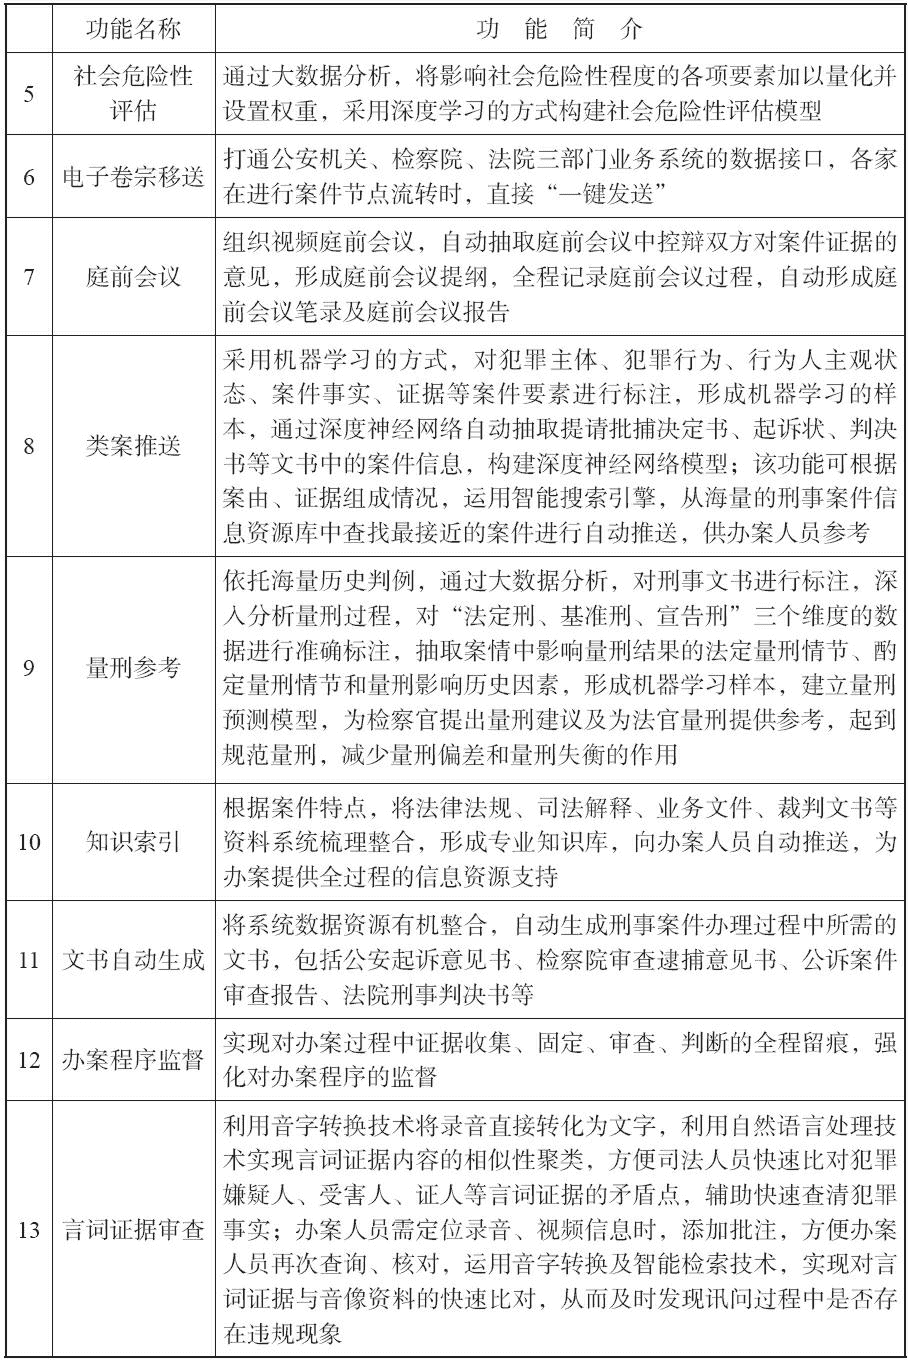 功能名称
功 能 简 介
5
社会危险性
评估
通过大数据分析，将影响社会危险性程度的各项要素加以量化并
设置权重，采用深度学习的方式构建社会危险性评估模型
6
电子卷宗移送
打通公安机关、检察院、法院三部门业务系统的数据接口，各家
在进行案件节点流转时，直接“一键发送”
7
庭前会议
组织视频庭前会议，自动抽取庭前会议中控辩双方对案件证据的
意见，形成庭前会议提纲，全程记录庭前会议过程，自动形成庭
前会议笔录及庭前会议报告
8
类案推送
采用机器学习的方式，对犯罪主体、犯罪行为、行为人主观状
态、案件事实、证据等案件要素进行标注，形成机器学习的样
本，通过深度神经网络自动抽取提请批捕决定书、起诉状、判决
书等文书中的案件信息，构建深度神经网络模型；该功能可根据
案由、证据组成情况，运用智能搜索引擎，从海量的刑事案件信
息资源库中查找最接近的案件进行自动推送，供办案人员参考
9
量刑参考
依托海量历史判例，通过大数据分析，对刑事文书进行标注，深
入分析量刑过程，对“法定刑、基准刑、宣告刑”三个维度的数
据进行准确标注，抽取案情中影响量刑结果的法定量刑情节、酌
定量刑情节和量刑影响历史因素，形成机器学习样本，建立量刑
预测模型，为检察官提出量刑建议及为法官量刑提供参考，起到
规范量刑，减少量刑偏差和量刑失衡的作用
10
知识索引
根据案件特点，将法律法规、司法解释、业务文件、裁判文书等
资料系统梳理整合，形成专业知识库，向办案人员自动推送，为
办案提供全过程的信息资源支持
11
文书自动生成
将系统数据资源有机整合，自动生成刑事案件办理过程中所需的
文书，包括公安起诉意见书、检察院审查逮捕意见书、公诉案件
审查报告、法院刑事判决书等
12
办案程序监督
实现对办案过程中证据收集、固定、审查、判断的全程留痕，强
化对办案程序的监督
13
言词证据审查
利用音字转换技术将录音直接转化为文字，利用自然语言处理技
术实现言词证据内容的相似性聚类，方便司法人员快速比对犯罪
嫌疑人、受害人、证人等言词证据的矛盾点，辅助快速查清犯罪
事实；办案人员需定位录音、视频信息时，添加批注，方便办案
人员再次查询、核对，运用音字转换及智能检索技术，实现对言
词证据与音像资料的快速比对，从而及时发现讯问过程中是否存
在违规现象